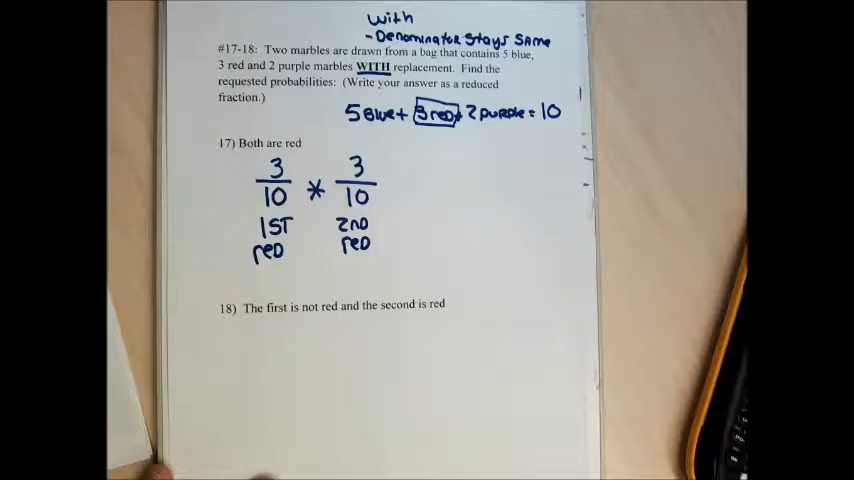 With
- Denominator Stays Same
#17-18: Two marbles are drawn from a bag that contains 5 blue,
3 red and 2 purple marbles WITH replacement. Find the
requested probabilities: (Write your answer as a reduced
fraction.)
5 Blue + 3 red + 2 purple = 10
17) Both are red
3 3
10 * 10
1ST 2ND
red red
18) The first is not red and the second is red